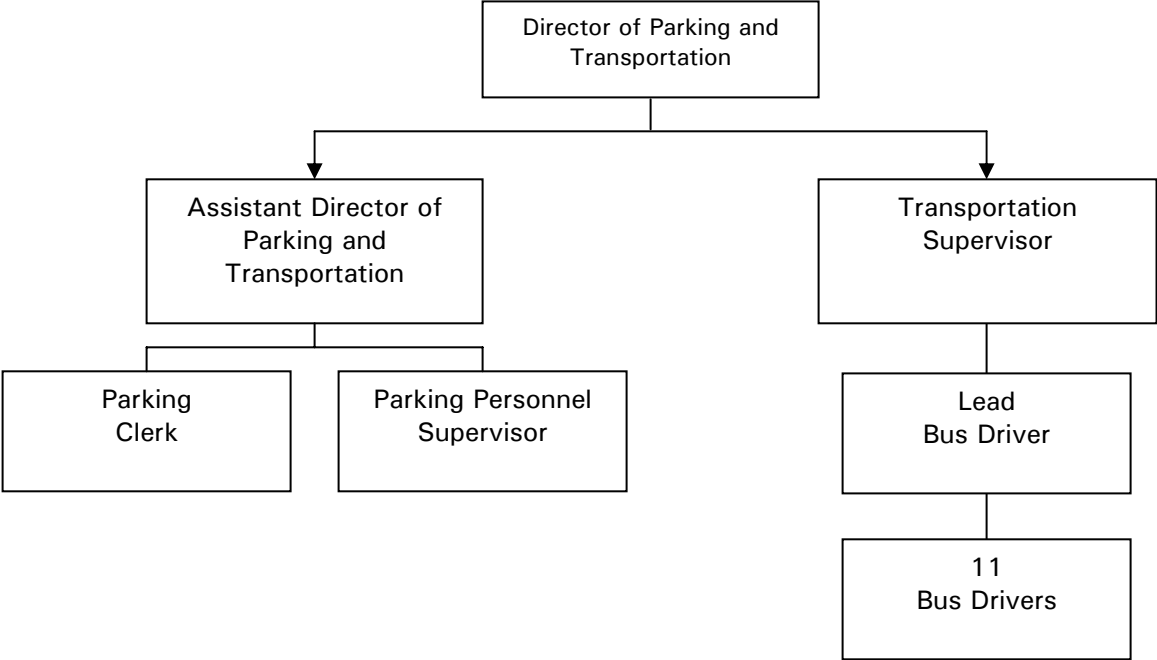 Director of Parking and
Transportation
Assistant Director of
Parking and
Transportation
Transportation
Supervisor
Parking
Clerk
Parking Personnel
Supervisor
Lead
Bus Driver
11
Bus Drivers